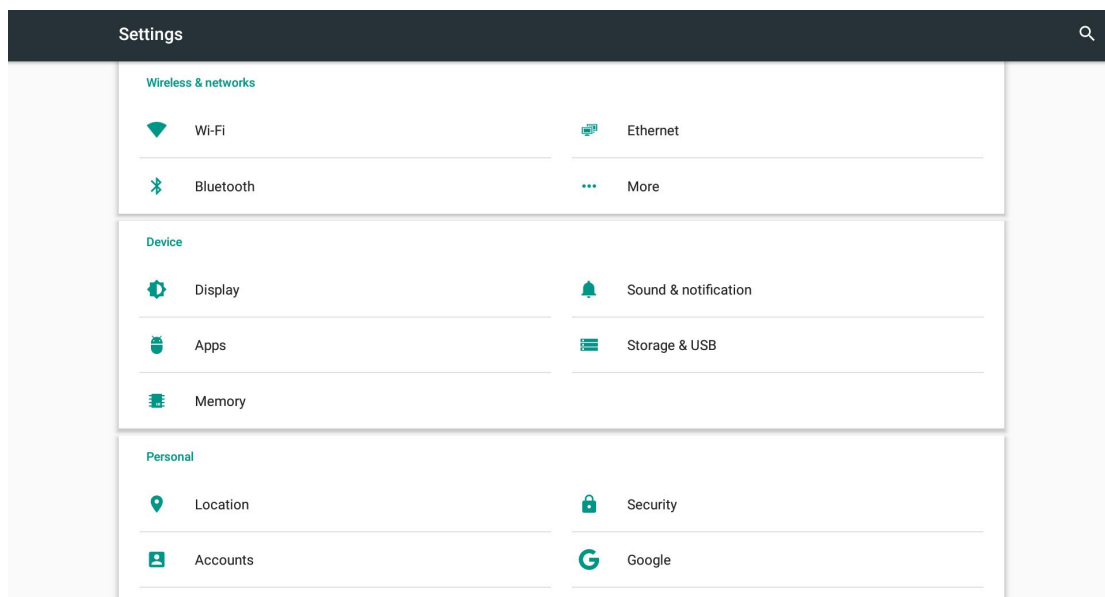 Settings
Wireless & networks
Wi-Fi
Ethernet
Bluetooth
More
Device
Display
Sound & notification
Apps
Storage & USB
Memory
Personal
Location
Security
Accounts
Google